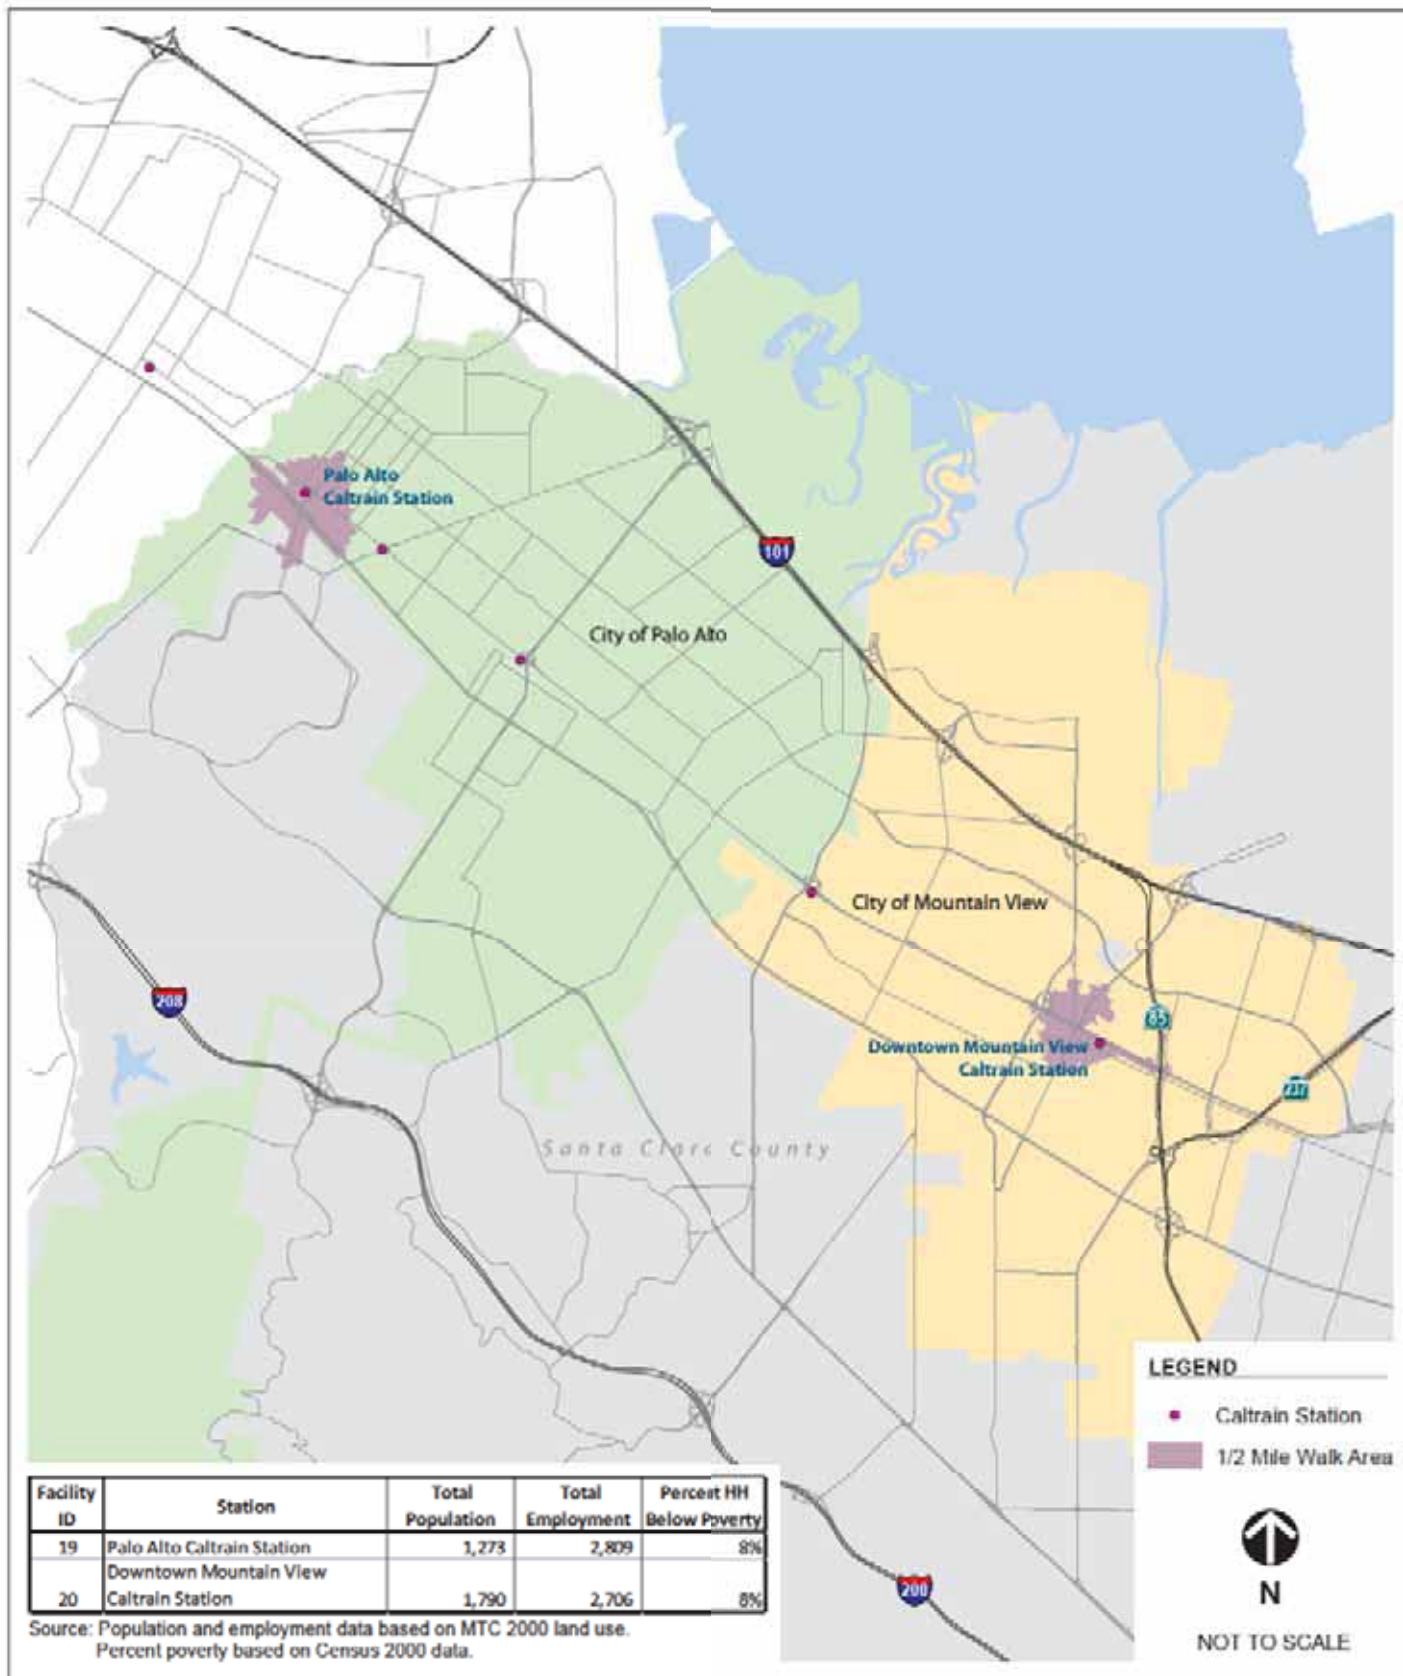 Palo Alto
Caltrain Station
101
City of Palo Alto
City of Mountain View
208
85
Downtown Mountain View
Caltrain Station
237
Santa Clara County
LEGEND
Caltrain Station
1/2 Mile Walk Area
N
NOT TO SCALE
200
Facility ID Station Total Population Total Employment Percent HH Below Poverty
19 Palo Alto Caltrain Station 1,273 2,809 8%
Downtown Mountain View
20 Caltrain Station 1,790 2,706 8%
Source: Population and employment data based on MTC 2000 land use.
Percent poverty based on Census 2000 data.